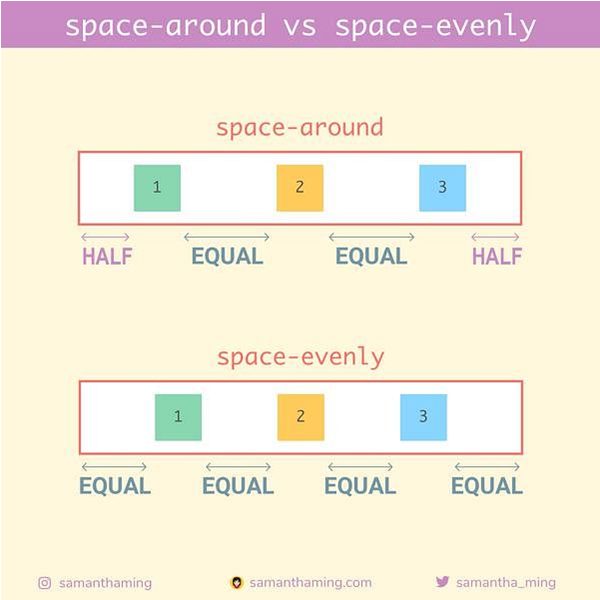 space-around vs space-evenly
space-around
1 2 3
HALF EQUAL EQUAL HALF
space-evenly
1 2 3
EQUAL EQUAL EQUAL EQUAL
samanthaming samanthaming.com samantha_ming